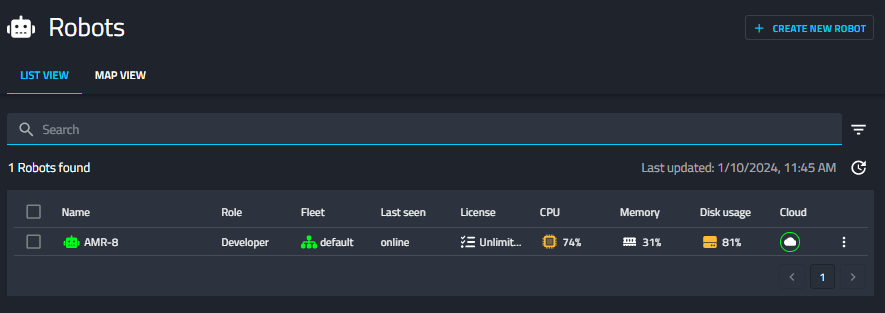 Robots
+ CREATE NEW ROBOT
LIST VIEW MAP VIEW
Search
1 Robots found Last updated: 1/10/2024, 11:45 AM
Name Role Fleet Last seen License CPU Memory Disk usage Cloud
AMR-8 Developer default online Unlimit... 74% 31% 81%
1